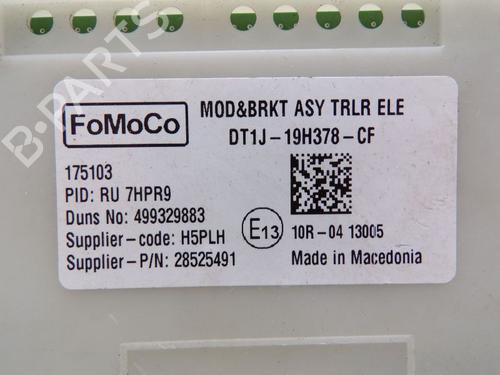 B-PARTS
FoMoCo
MOD&BRKT ASY TRLR ELE
DT1J-19H378-CF
175103
PID: RU 7HPR9
Duns No: 499329883
Supplier-code: H5PLH
Supplier-P/N: 28525491
E13
10R-04 13005
Made in Macedonia